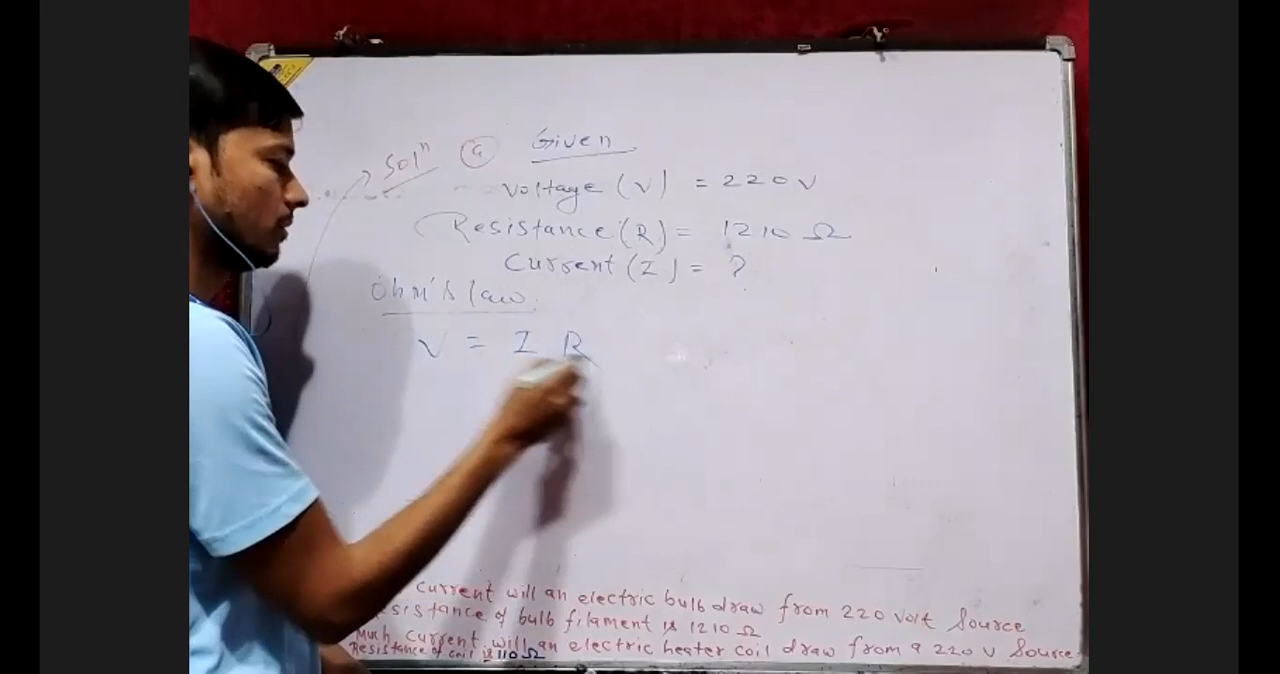 Solⁿ ⓐ Given
Voltage (V) = 220 V
Resistance (R) = 1210 Ω
Current (I) = ?
Ohm's law
V = I R
current will an electric bulb draw from 220 Volt Source
sistance of bulb filament is 1210 Ω
Much current will an electric heater coil draw from a 220 V Source
Resistance of coil is 110 Ω